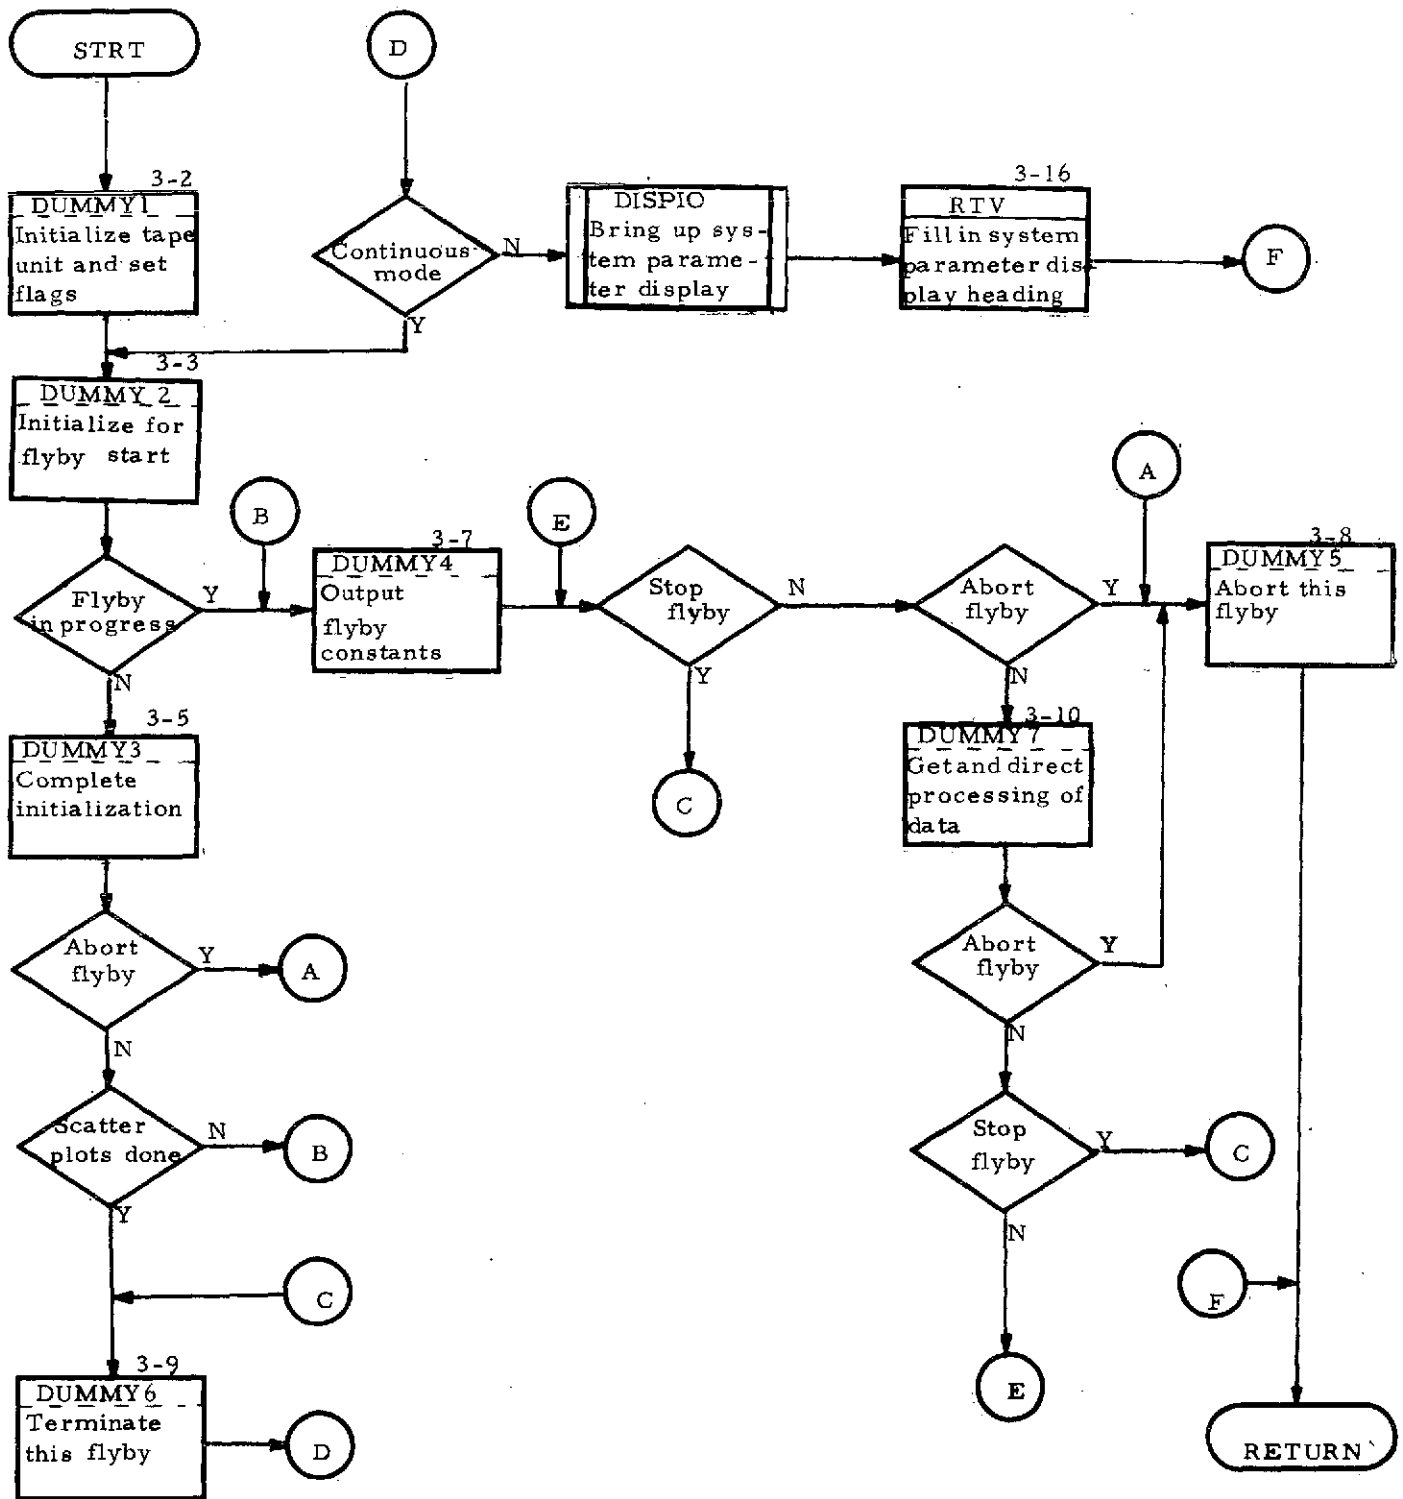 STRT
D
3-2
DUMMY1
Initialize tape
unit and set
flags
Continuous
mode
N
Y
DISPIO
Bring up sys-
tem parame-
ter display
3-16
RTV
Fill in system
parameter dis
play heading
F
3-3
DUMMY 2
Initialize for
flyby start
Flyby
in progress
Y
N
B
3-7
DUMMY4
Output
flyby
constants
E
Stop
flyby
N
Y
C
Abort
flyby
Y
N
A
3-8
DUMMY5
Abort this
flyby
3-5
DUMMY3
Complete
initialization
3-10
DUMMY7
Get and direct
processing of
data
Abort
flyby
Y
A
N
Abort
flyby
Y
N
Scatter
plots done
N
B
Y
Stop
flyby
Y
C
N
C
F
E
3-9
DUMMY6
Terminate
this flyby
D
RETURN